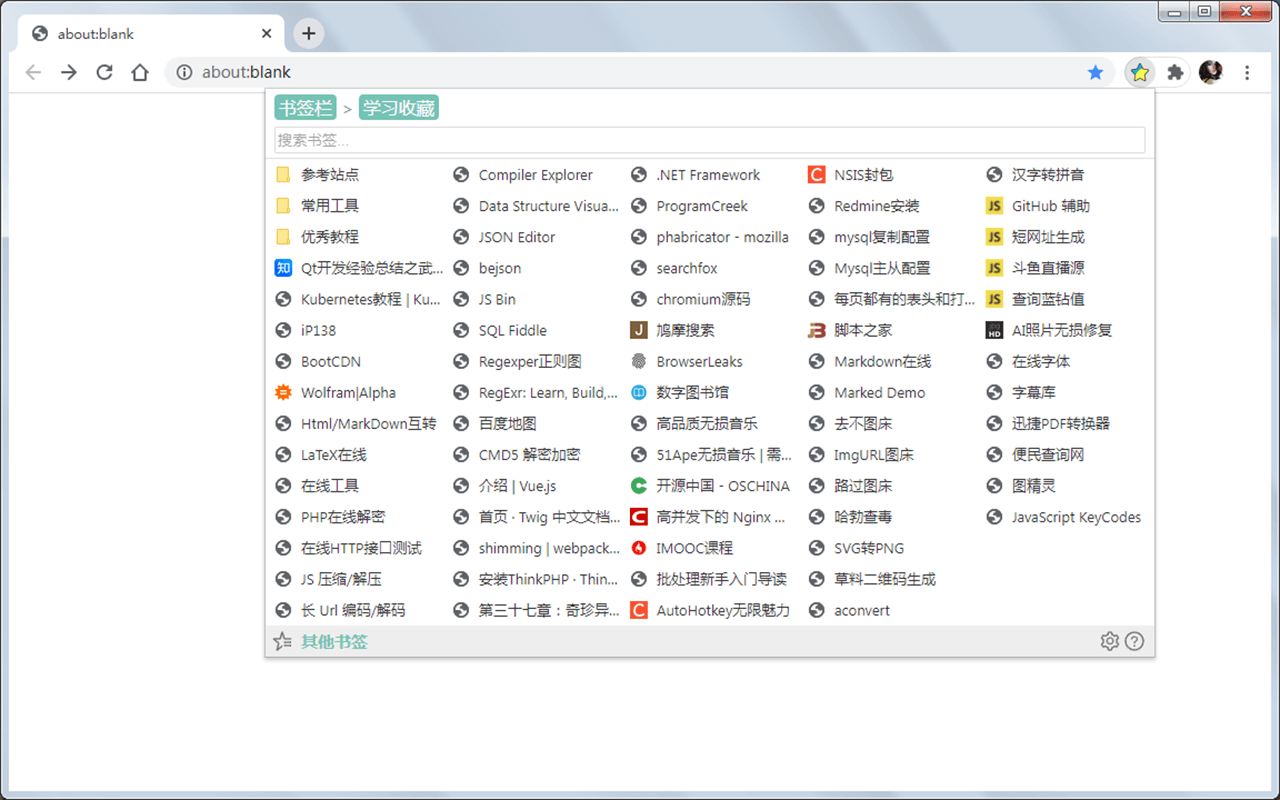 about:blank
about:blank
书签栏 > 学习收藏
搜索书签...
参考站点
常用工具
优秀教程
Qt开发经验总结之武...
Kubernetes教程 | Ku...
iP138
BootCDN
Wolfram|Alpha
Html/MarkDown互转
LaTeX在线
在线工具
PHP在线解密
在线HTTP接口测试
JS 压缩/解压
长 Url 编码/解码
Compiler Explorer
Data Structure Visua...
JSON Editor
bejson
JS Bin
SQL Fiddle
Regexper正则图
RegExr: Learn, Build,...
百度地图
CMD5 解密加密
介绍 | Vue.js
首页 · Twig 中文文档...
shimming | webpack...
安装ThinkPHP · Thin...
第三十七章：奇珍异...
.NET Framework
ProgramCreek
phabricator - mozilla
searchfox
chromium源码
J 鸠摩搜索
BrowserLeaks
数字图书馆
高品质无损音乐
51Ape无损音乐 | 需...
开源中国 - OSCHINA
C 高并发下的 Nginx ...
IMOOC课程
批处理新手入门导读
C AutoHotkey无限魅力
C NSIS封包
Redmine安装
mysql复制配置
Mysql主从配置
每页都有的表头和打...
脚本之家
Markdown在线
Marked Demo
去不图床
ImgURL图床
路过图床
哈勃查毒
SVG转PNG
草料二维码生成
aconvert
汉字转拼音
JS GitHub 辅助
JS 短网址生成
JS 斗鱼直播源
JS 查询蓝钻值
HD AI照片无损修复
在线字体
字幕库
迅捷PDF转换器
便民查询网
图精灵
JavaScript KeyCodes
其他书签